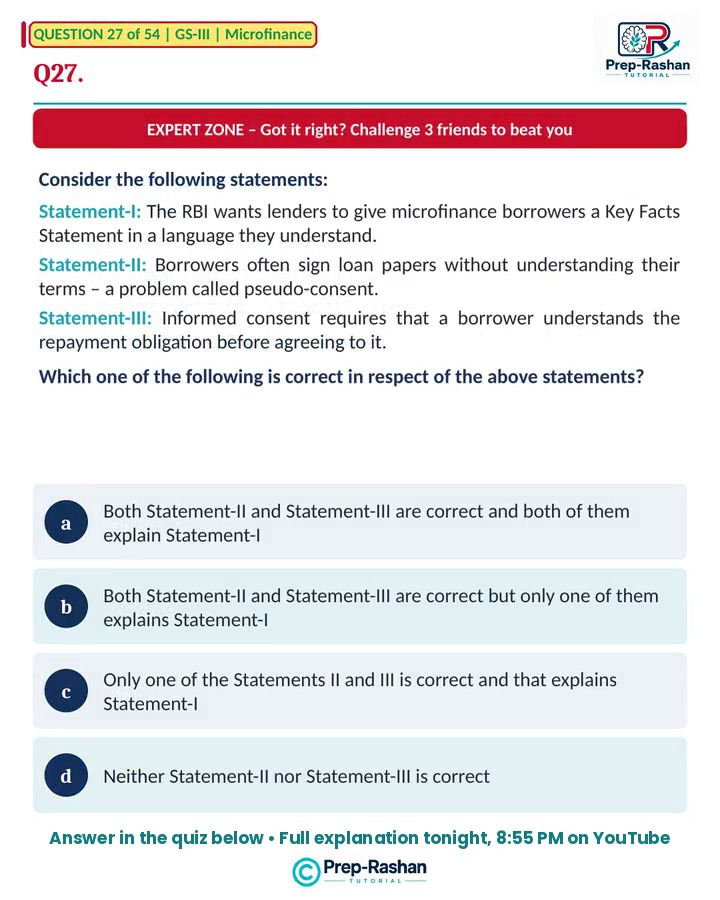 QUESTION 27 of 54 | GS-III | Microfinance
Prep-Rashan
TUTORIAL
Q27.
EXPERT ZONE – Got it right? Challenge 3 friends to beat you
Consider the following statements:
Statement-I: The RBI wants lenders to give microfinance borrowers a Key Facts
Statement in a language they understand.
Statement-II: Borrowers often sign loan papers without understanding their
terms – a problem called pseudo-consent.
Statement-III: Informed consent requires that a borrower understands the
repayment obligation before agreeing to it.
Which one of the following is correct in respect of the above statements?
a
Both Statement-II and Statement-III are correct and both of them
explain Statement-I
b
Both Statement-II and Statement-III are correct but only one of them
explains Statement-I
c
Only one of the Statements II and III is correct and that explains
Statement-I
d
Neither Statement-II nor Statement-III is correct
Answer in the quiz below • Full explanation tonight, 8:55 PM on YouTube
© Prep-Rashan
TUTORIAL